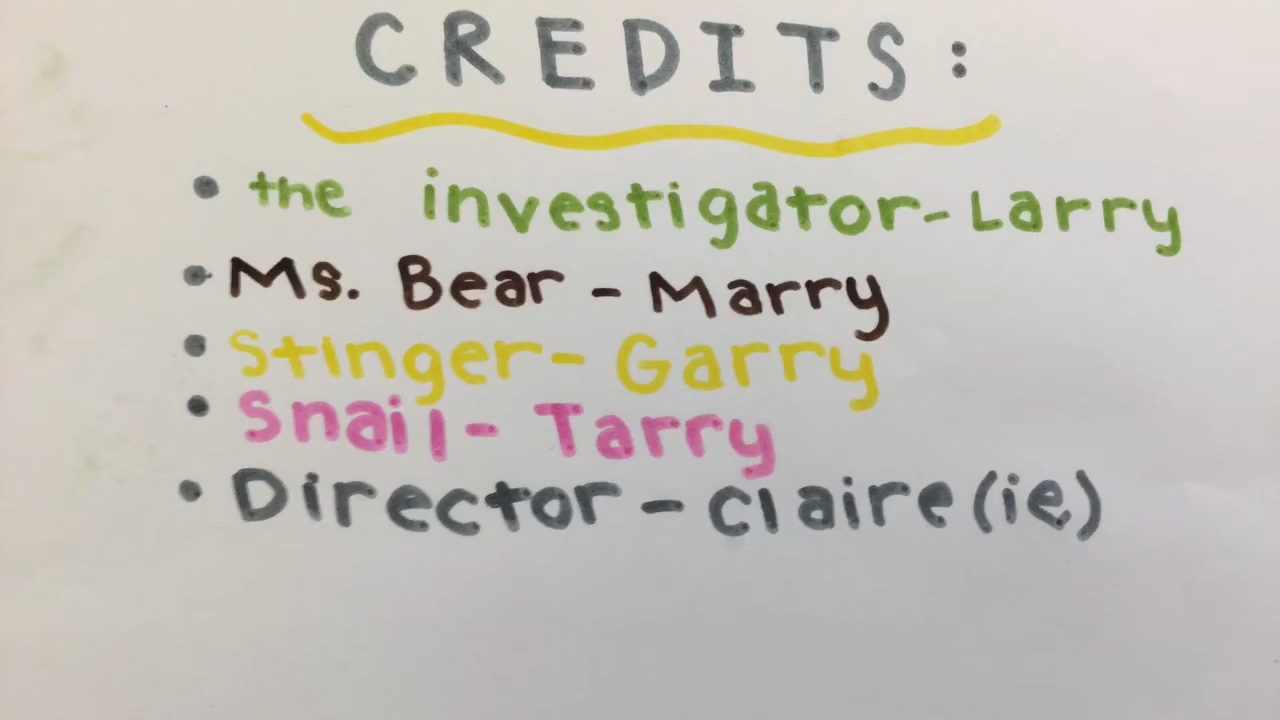 CREDITS:
• the investigator-Larry
• Ms. Bear - Marry
• Stinger- Garry
• Snail- Tarry
• Director - claire(ie)